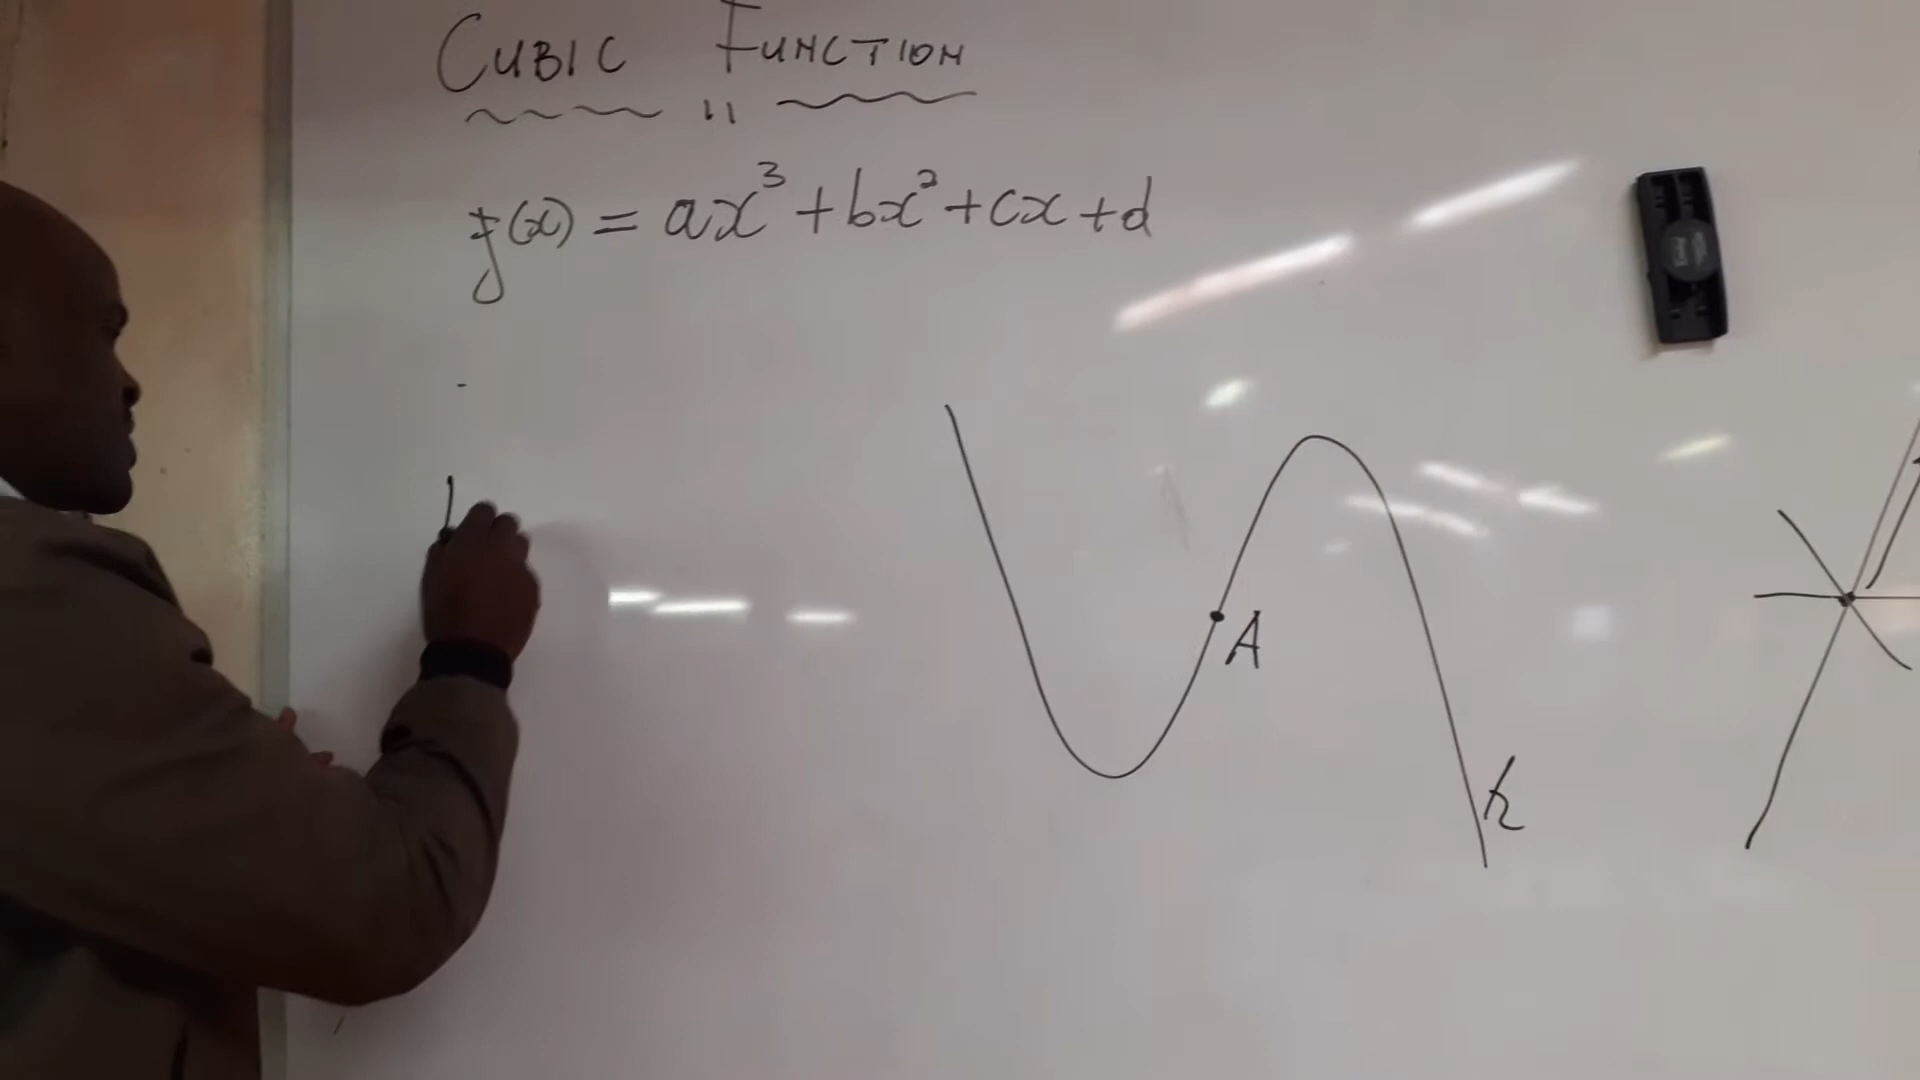 CUBIC FUNCTION
f(x) = ax³ + bx² + cx + d
A
h